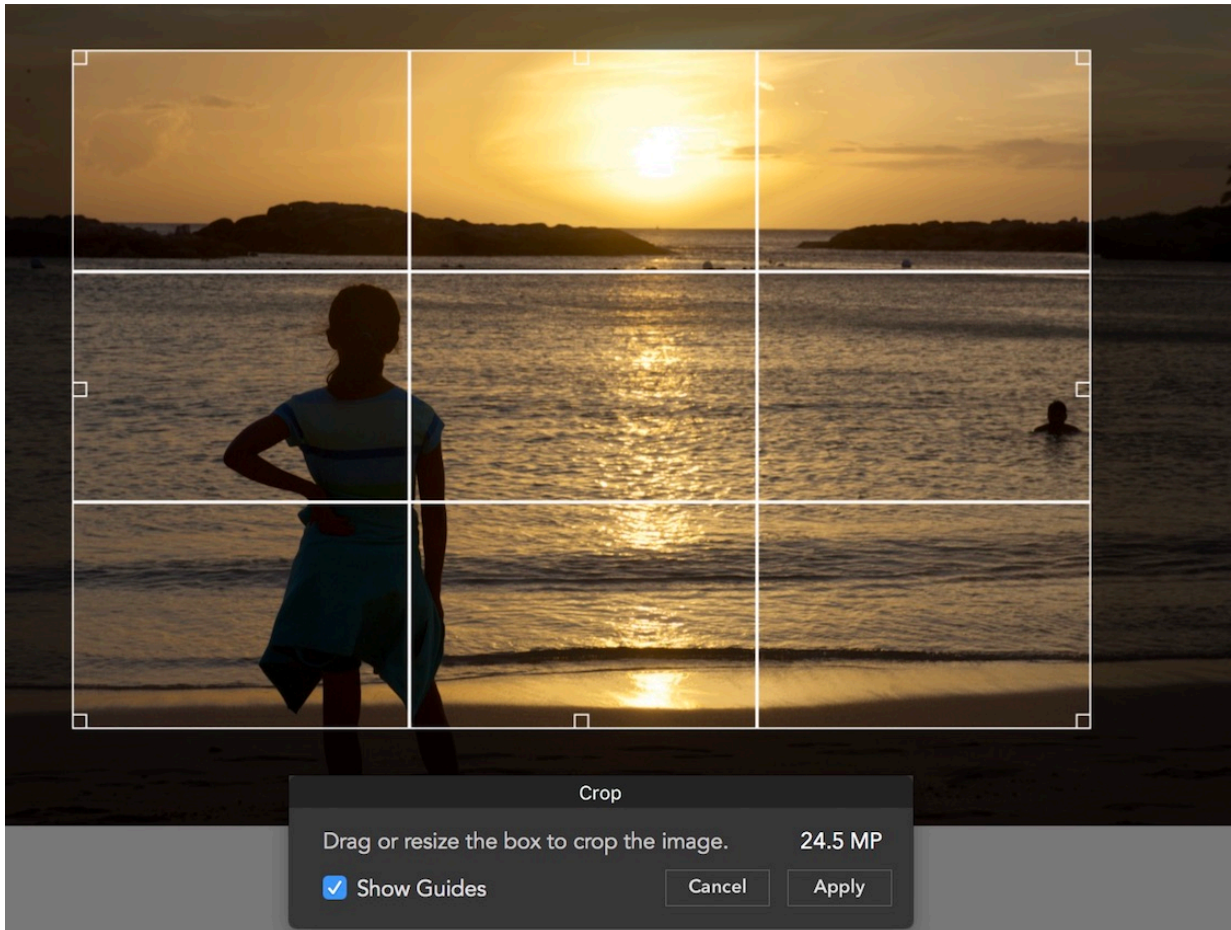 Crop
Drag or resize the box to crop the image. 24.5 MP
Show Guides Cancel Apply